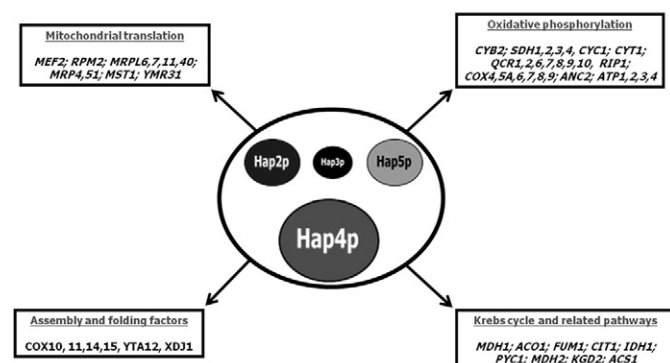 Mitochondrial translation
MEF2; RPM2; MRPL6,7,11,40;
MRP4,51; MST1; YMR31
Oxidative phosphorylation
CYB2; SDH1,2,3,4, CYC1; CYT1;
QCR1,2,6,7,8,9,10, RIP1;
COX4,5A,6,7,8,9; ANC2; ATP1,2,3,4
Hap2p
Hap3p
Hap5p
Hap4p
Assembly and folding factors
COX10, 11,14,15, YTA12, XDJ1
Krebs cycle and related pathways
MDH1; ACO1; FUM1; CIT1; IDH1;
PYC1; MDH2; KGD2; ACS1